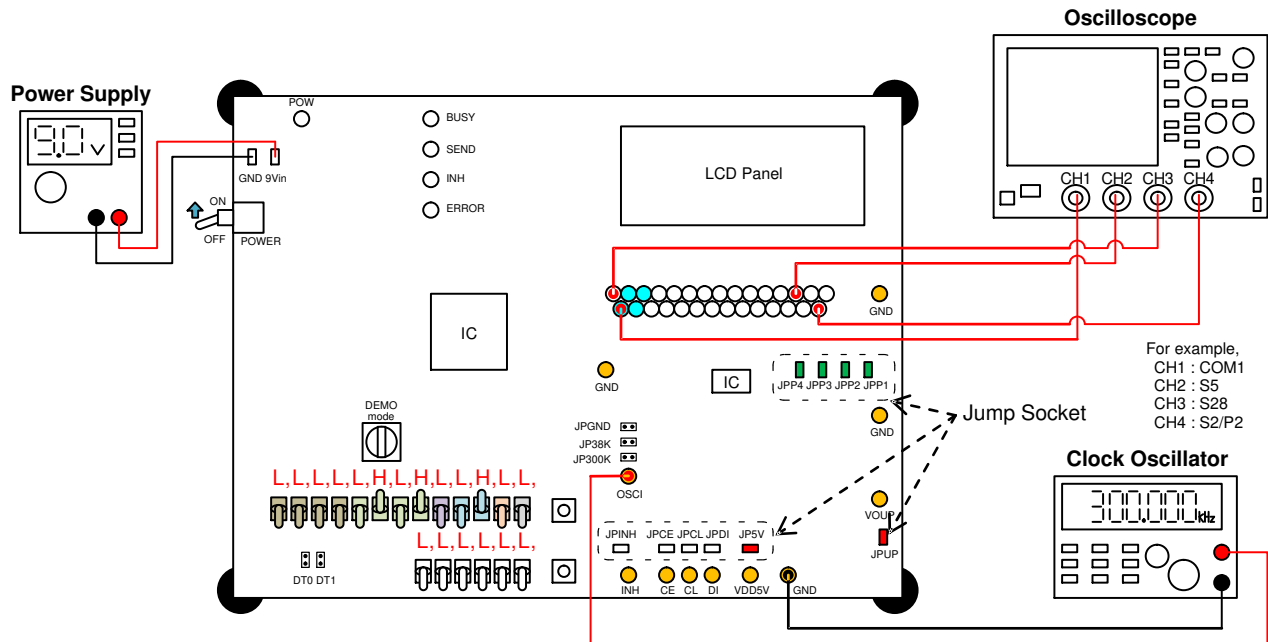 Oscilloscope
Power Supply
9.0 V
POW
BUSY
SEND
INH
ERROR
GND 9Vin
ON
OFF
POWER
LCD Panel
CH1 CH2 CH3 CH4
IC
GND
GND
IC
JPP4 JPP3 JPP2 JPP1
GND
For example,
CH1 : COM1
CH2 : S5
CH3 : S28
CH4 : S2/P2
Jump Socket
DEMO
mode
JPGND
JP38K
JP300K
OSCI
L,L,L,L,L,H,L,H,L,L,H,L,L,
L,L,L,L,L,L,
DT0 DT1
JPINH JPCE JPCL JPDI JP5V
INH CE CL DI VDD5V GND
VOUP
JPUP
Clock Oscillator
300.000 kHz